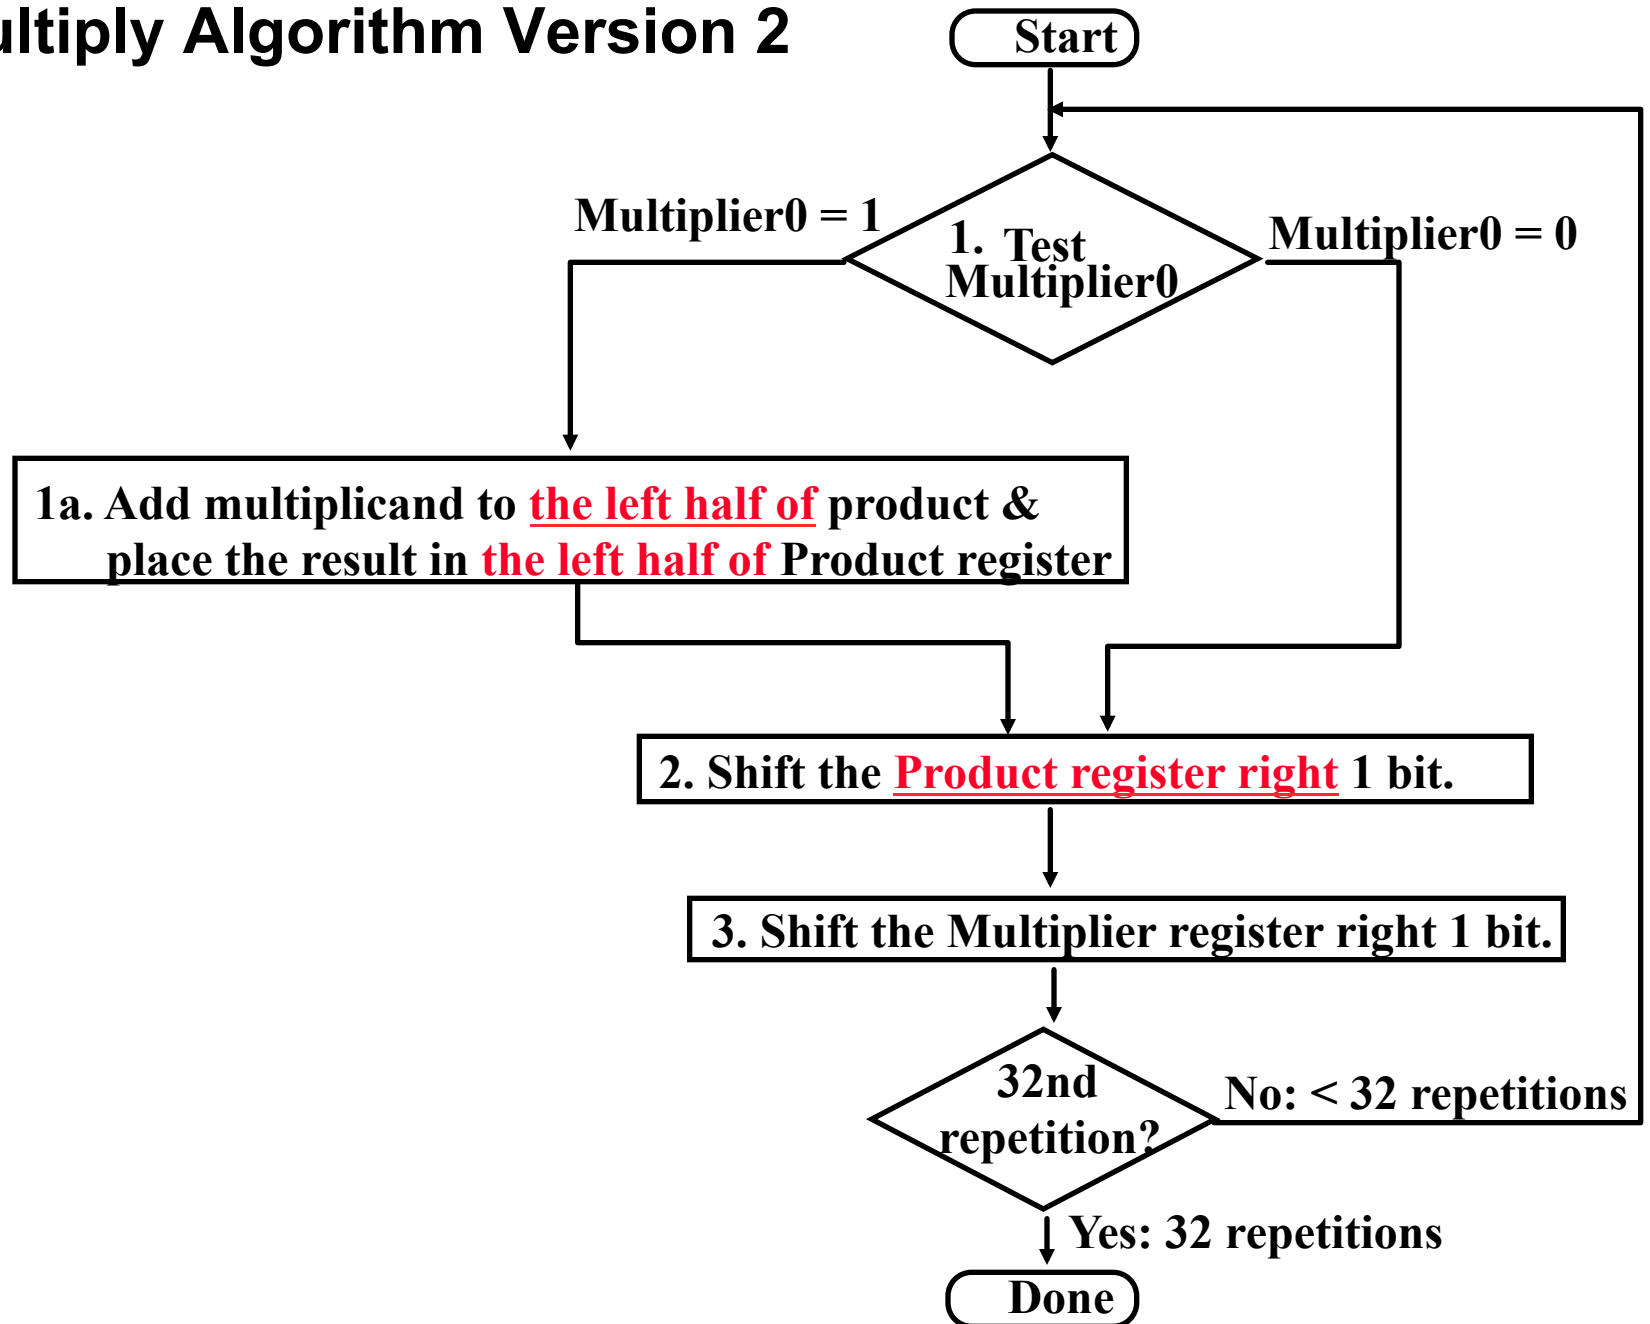 ultiply Algorithm Version 2
Start
Multiplier0 = 1
1. Test
Multiplier0
Multiplier0 = 0
1a. Add multiplicand to the left half of product &
place the result in the left half of Product register
2. Shift the Product register right 1 bit.
3. Shift the Multiplier register right 1 bit.
32nd
repetition?
No: < 32 repetitions
Yes: 32 repetitions
Done